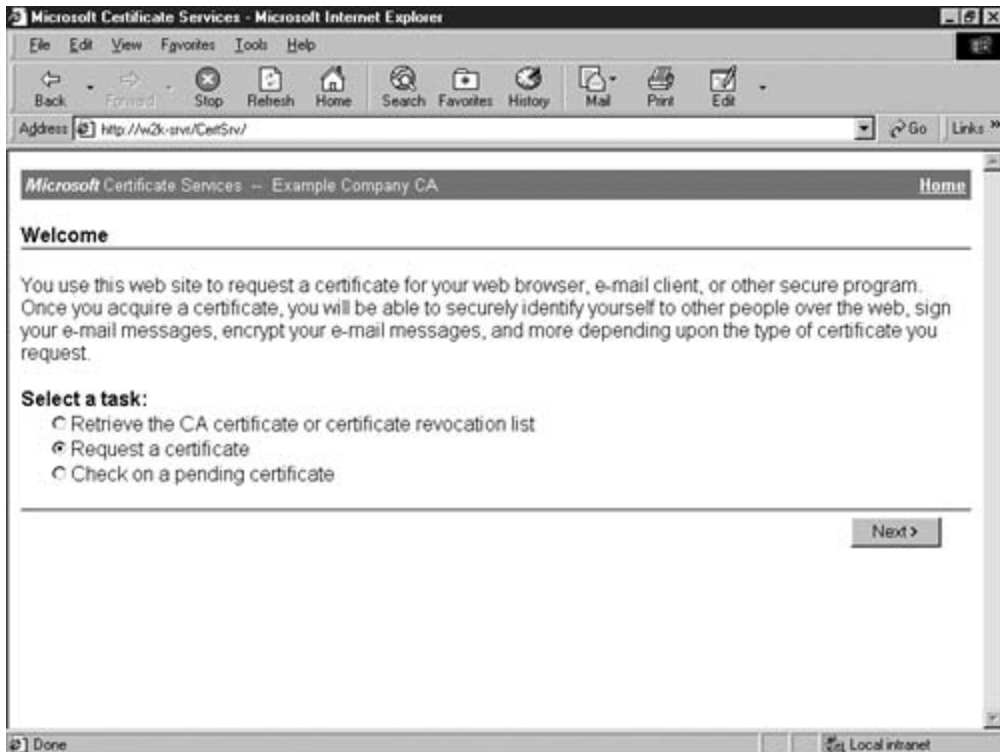 Microsoft Certificate Services - Microsoft Internet Explorer
File Edit View Favorites Tools Help
Back Forward Stop Refresh Home Search Favorites History Mail Print Edit
Address http://w2k-srvr/CertSrv/ Go Links »
Microsoft Certificate Services -- Example Company CA Home
Welcome
You use this web site to request a certificate for your web browser, e-mail client, or other secure program.
Once you acquire a certificate, you will be able to securely identify yourself to other people over the web, sign
your e-mail messages, encrypt your e-mail messages, and more depending upon the type of certificate you
request.
Select a task:
Retrieve the CA certificate or certificate revocation list
Request a certificate
Check on a pending certificate
Next >
Done Local intranet